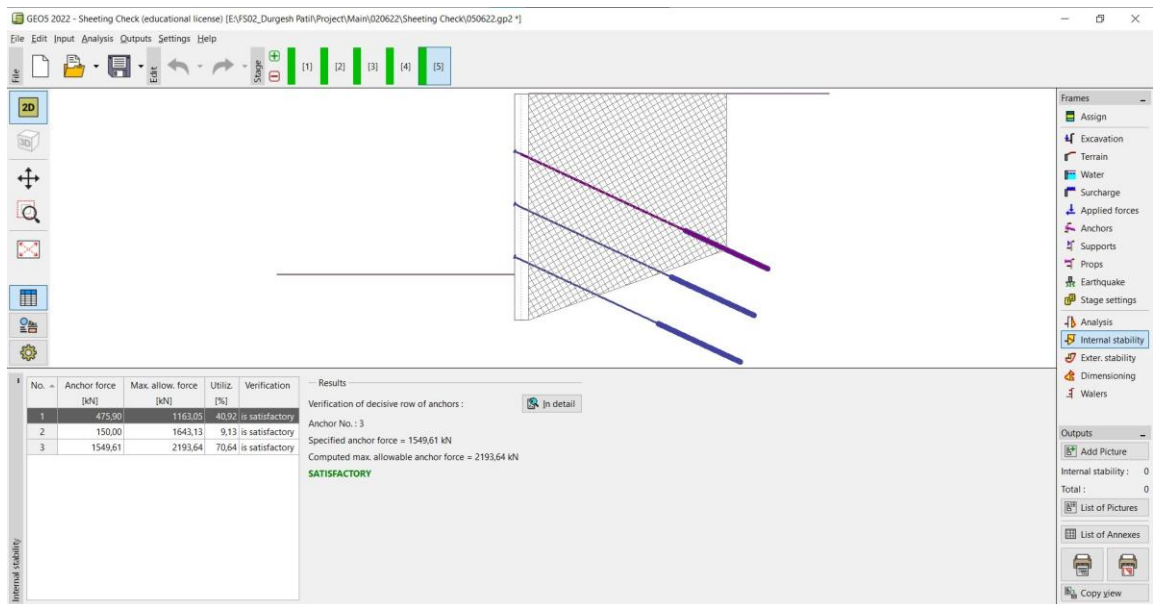 GEO5 2022 - Sheeting Check (educational license) [E:\FS02_Durgesh Patil\Project\Main\020622\Sheeting Check\050622.gp2 *]
File Edit Input Analysis Outputs Settings Help
File
Edit
Stage
[1] [2] [3] [4] [5]
2D
3D
Frames
Assign
Excavation
Terrain
Water
Surcharge
Applied forces
Anchors
Supports
Props
Earthquake
Stage settings
Analysis
Internal stability
Exter. stability
Dimensioning
Walers
Internal stability
No. Anchor force Max. allow. force Utiliz. Verification
[kN] [kN] [%]
1 475,90 1163,05 40,92 is satisfactory
2 150,00 1643,13 9,13 is satisfactory
3 1549,61 2193,64 70,64 is satisfactory
Results
Verification of decisive row of anchors : In detail
Anchor No. : 3
Specified anchor force = 1549,61 kN
Computed max. allowable anchor force = 2193,64 kN
SATISFACTORY
Outputs
Add Picture
Internal stability : 0
Total : 0
List of Pictures
List of Annexes
Copy view